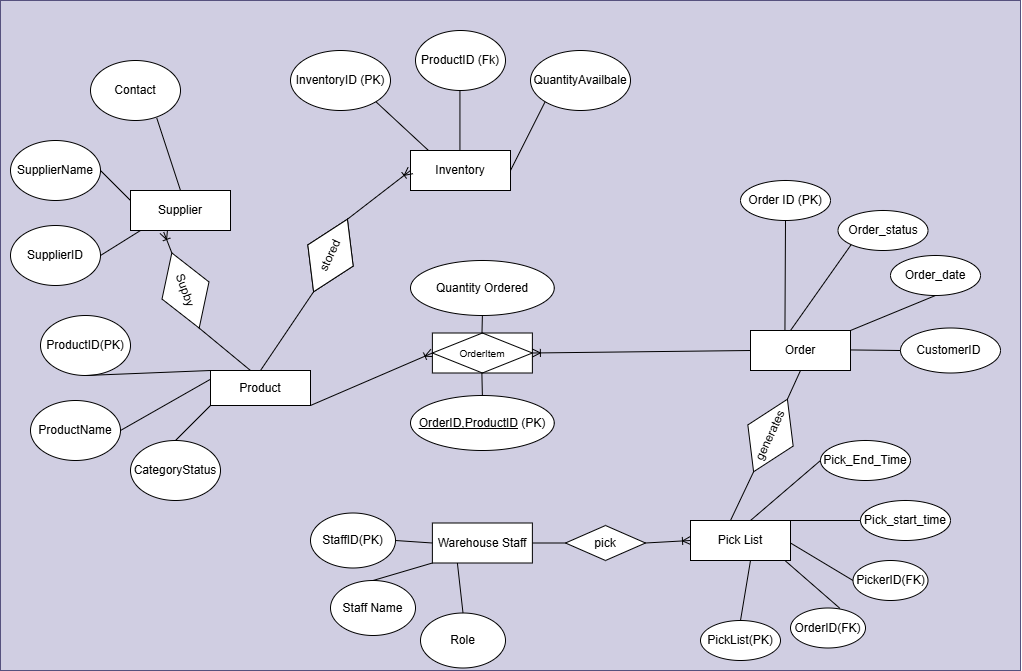 ProductID (Fk)
InventoryID (PK)
QuantityAvailbale
Contact
SupplierName
Inventory
Supplier
Order ID (PK)
Order_status
SupplierID
stored
Order_date
Supby
Quantity Ordered
ProductID(PK)
OrderItem
Order
CustomerID
Product
ProductName
OrderID,ProductID (PK)
generates
CategoryStatus
Pick_End_Time
Pick_start_time
StaffID(PK)
Warehouse Staff
pick
Pick List
PickerID(FK)
Staff Name
OrderID(FK)
Role
PickList(PK)